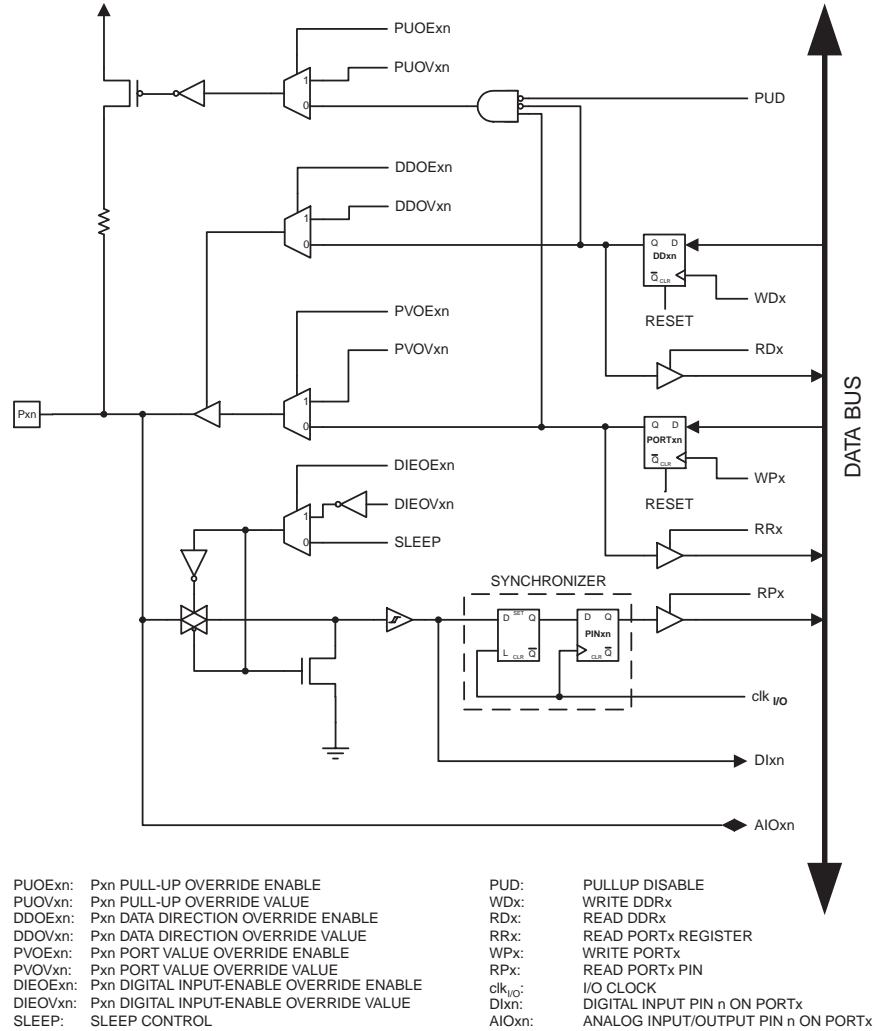 PUOExn
PUOVxn
1
0
PUD
DDOExn
DDOVxn
1
0
Q D
DDxn
Q CLR
WDx
RESET
RDx
PVOExn
PVOVxn
1
0
Pxn
Q D
PORTxn
Q CLR
WPx
RESET
RRx
DATA BUS
DIEOExn
DIEOVxn
1
0
SLEEP
SYNCHRONIZER
RPx
D SET Q
L CLR Q
D Q
PINxn
CLR Q
clk I/O
DIxn
AIOxn
PUOExn: Pxn PULL-UP OVERRIDE ENABLE
PUOVxn: Pxn PULL-UP OVERRIDE VALUE
DDOExn: Pxn DATA DIRECTION OVERRIDE ENABLE
DDOVxn: Pxn DATA DIRECTION OVERRIDE VALUE
PVOExn: Pxn PORT VALUE OVERRIDE ENABLE
PVOVxn: Pxn PORT VALUE OVERRIDE VALUE
DIEOExn: Pxn DIGITAL INPUT-ENABLE OVERRIDE ENABLE
DIEOVxn: Pxn DIGITAL INPUT-ENABLE OVERRIDE VALUE
SLEEP: SLEEP CONTROL
PUD: PULLUP DISABLE
WDx: WRITE DDRx
RDx: READ DDRx
RRx: READ PORTx REGISTER
WPx: WRITE PORTx
RPx: READ PORTx PIN
clkI/O: I/O CLOCK
DIxn: DIGITAL INPUT PIN n ON PORTx
AIOxn: ANALOG INPUT/OUTPUT PIN n ON PORTx